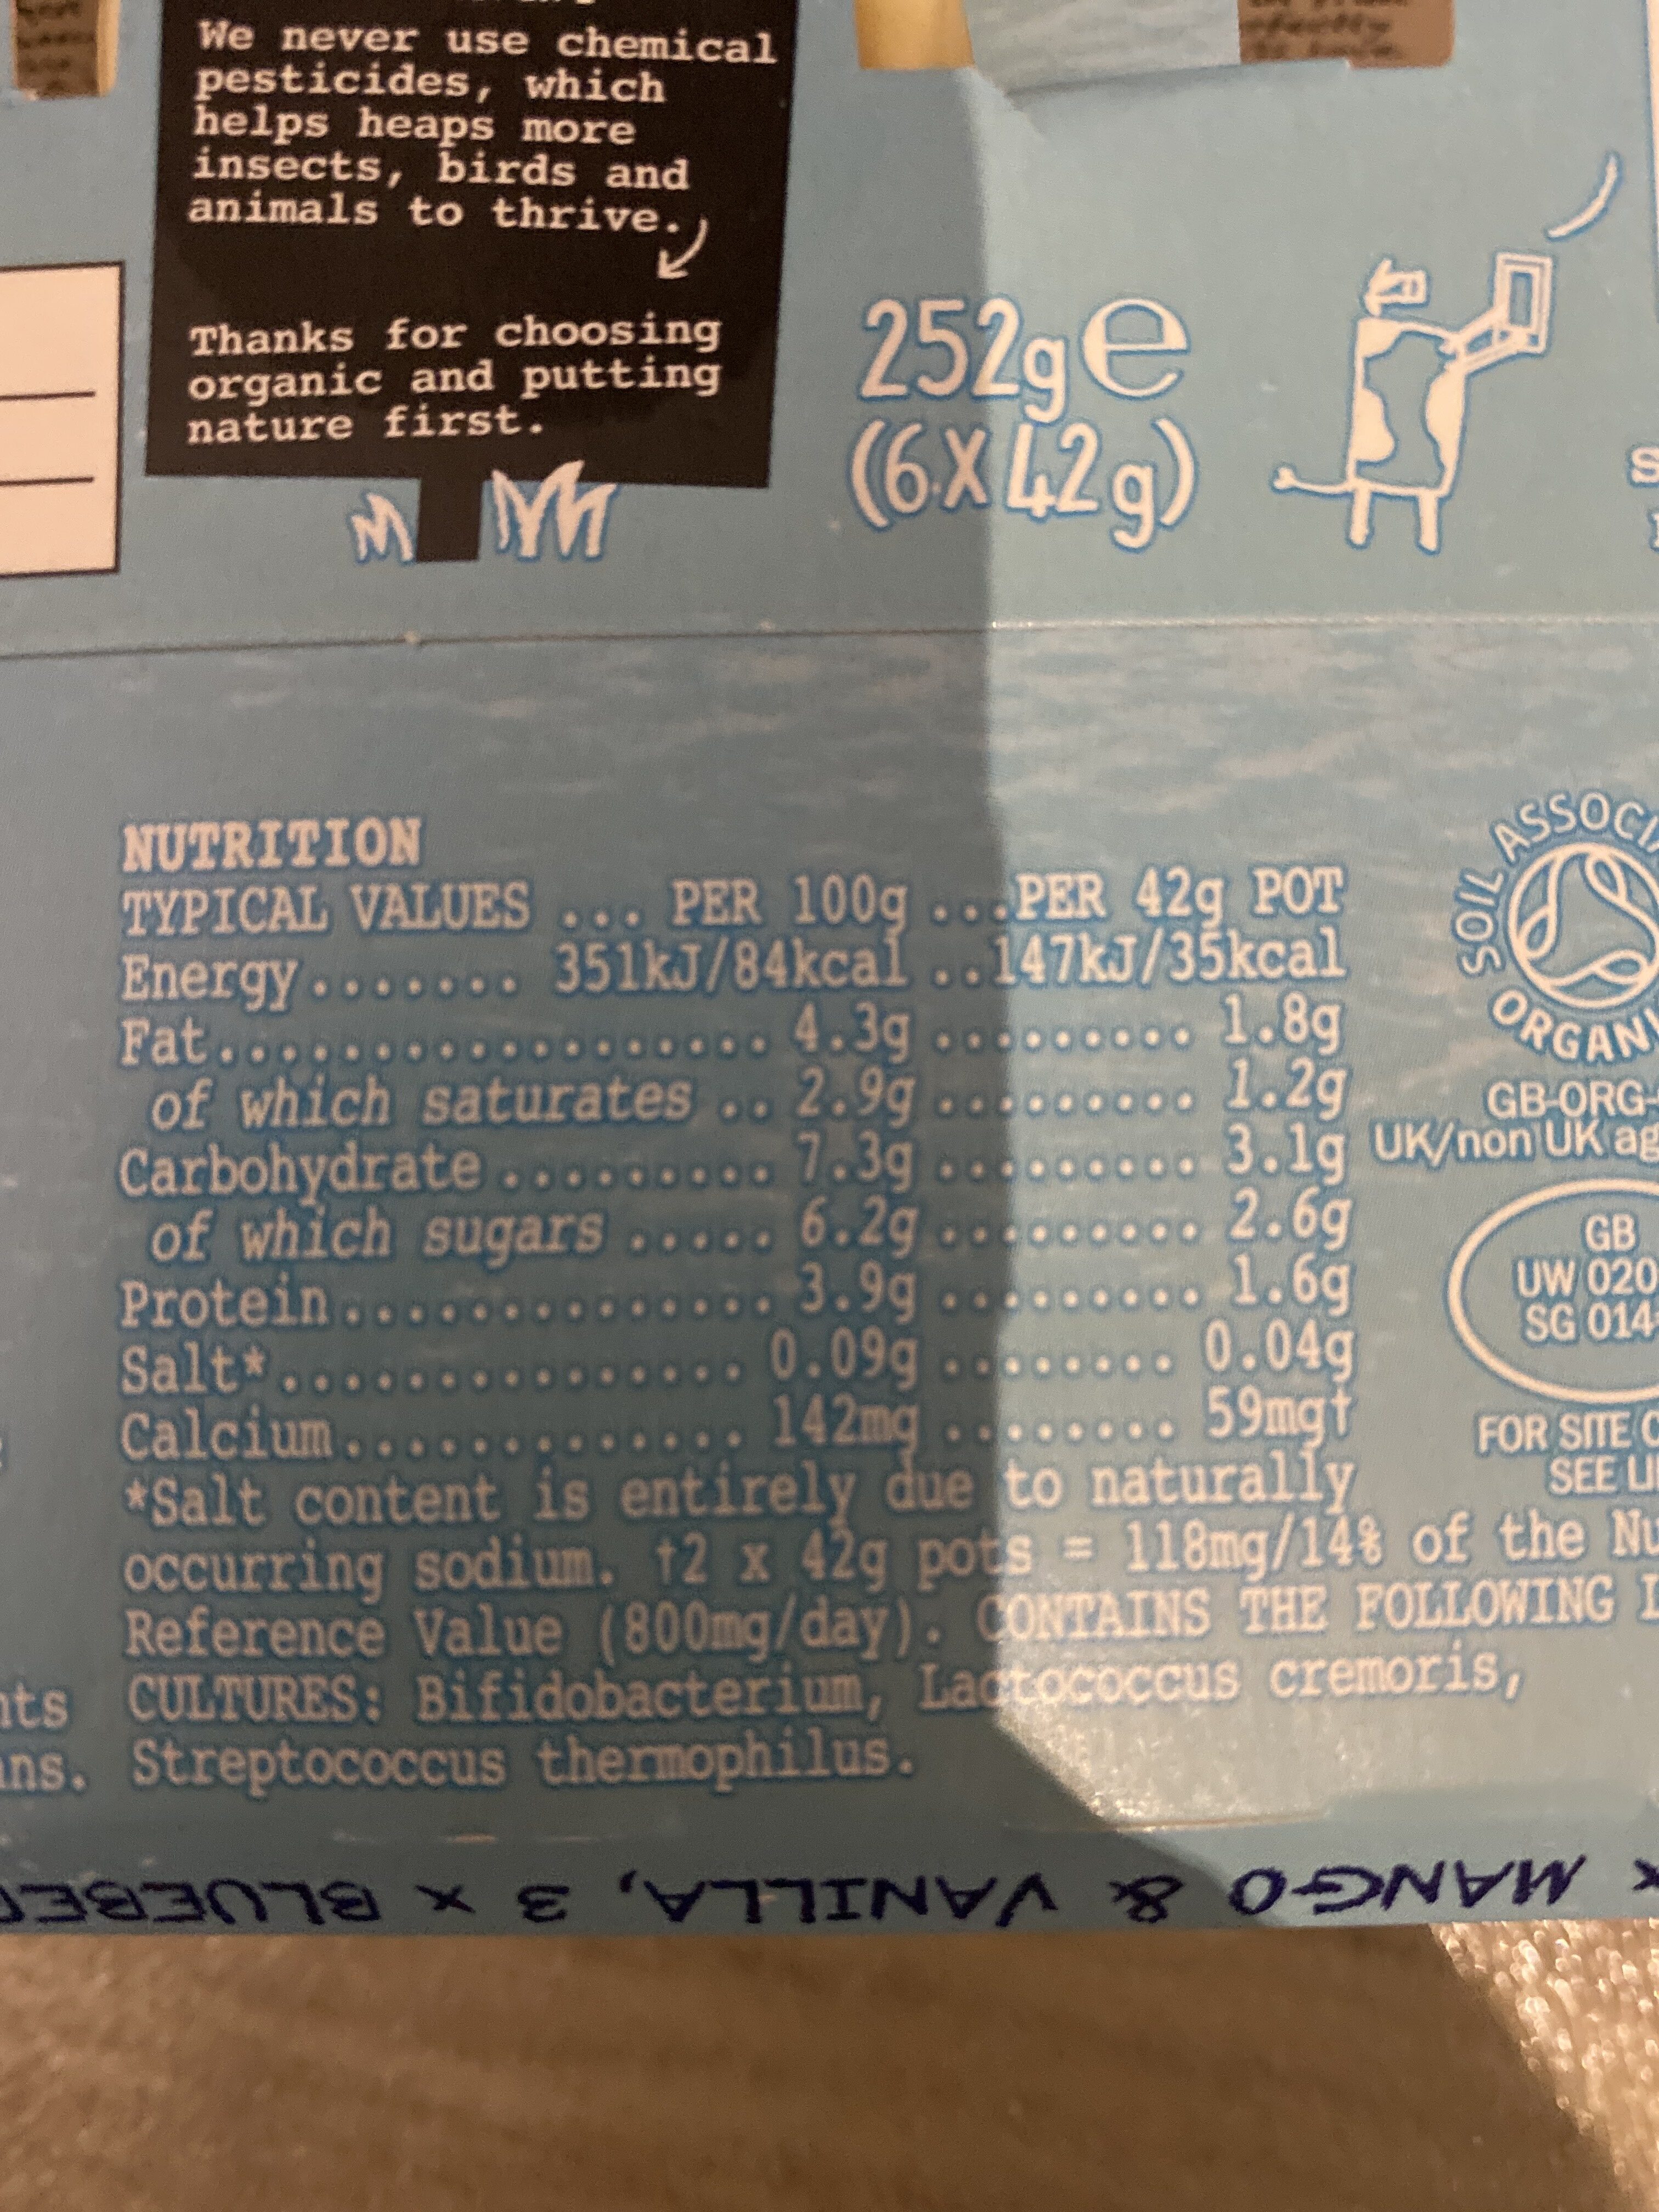 We never use chemical
pesticides, which
helps heaps more
insects, birds and
animals to thrive.
Thanks for choosing
organic and putting
nature first.
252g e
(6X42g)
NUTRITION
TYPICAL VALUES ... PER 100g ...PER 42g POT
Energy....... 351kJ/84kcal ..147kJ/35kcal
Fat.................. 4.3g ......... 1.8g
of which saturates .. 2.9g ......... 1.2g
Carbohydrate ......... 7.3g ......... 3.1g
of which sugars ..... 6.2g ......... 2.6g
Protein.............. 3.9g ......... 1.6g
Salt*............... 0.09g ........ 0.04g
Calcium............. 142mg ........ 59mg†
*Salt content is entirely due to naturally
occurring sodium. †2 x 42g pots = 118mg/14% of the Nu
Reference Value (800mg/day). CONTAINS THE FOLLOWING
CULTURES: Bifidobacterium, Lactococcus cremoris,
Streptococcus thermophilus.
SOIL ASSOCI
ORGANI
GB-ORG-
UK/non UK ag
GB
UW 020
SG 014
FOR SITE
SEE
nts
ns.
MANGO & VANILLA, 3 x BLUEBE